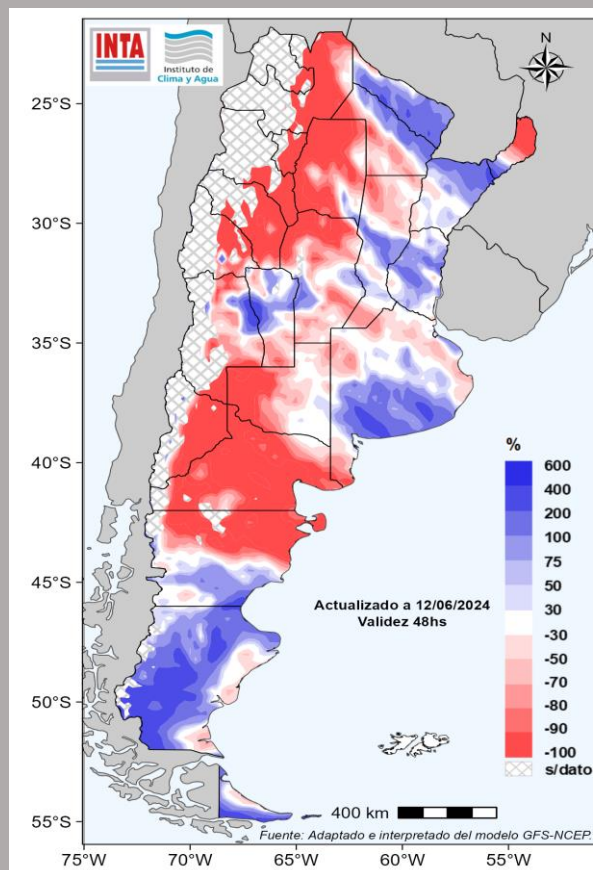 INTA
Instituto de
Clima y Agua
N
25°S
30°S
35°S
40°S
45°S
50°S
55°S
%
600
400
200
100
75
50
30
-30
-50
-70
-80
-90
-100
s/dato
Actualizado a 12/06/2024
Validez 48hs
400 km
Fuente: Adaptado e interpretado del modelo GFS-NCEP.
75°W
70°W
65°W
60°W
55°W